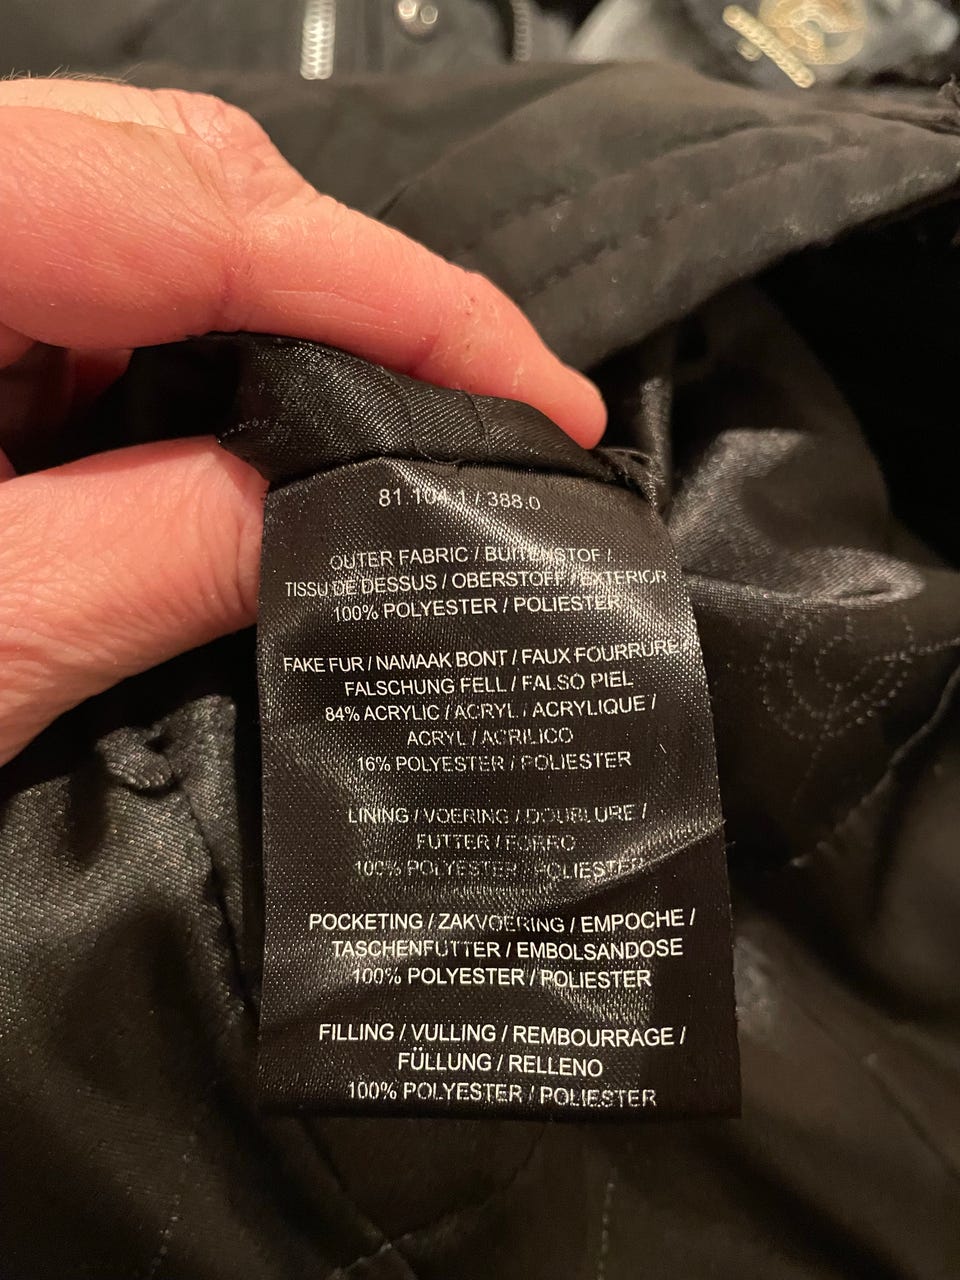 81 104.1 / 388.0
OUTER FABRIC / BUITENSTOF /
TISSU DE DESSUS / OBERSTOFF / EXTERIOR
100% POLYESTER / POLIESTER
FAKE FUR / NAMAAK BONT / FAUX FOURRURE /
FALSCHUNG FELL / FALSO PIEL
84% ACRYLIC / ACRYL / ACRYLIQUE /
ACRYL / ACRILICO
16% POLYESTER / POLIESTER
LINING / VOERING / DOUBLURE /
FUTTER / FORRO
100% POLYESTER / POLIESTER
POCKETING / ZAKVOERING / EMPOCHE /
TASCHENFUTTER / EMBOLSANDOSE
100% POLYESTER / POLIESTER
FILLING / VULLING / REMBOURRAGE /
FÜLLUNG / RELLENO
100% POLYESTER / POLIESTER